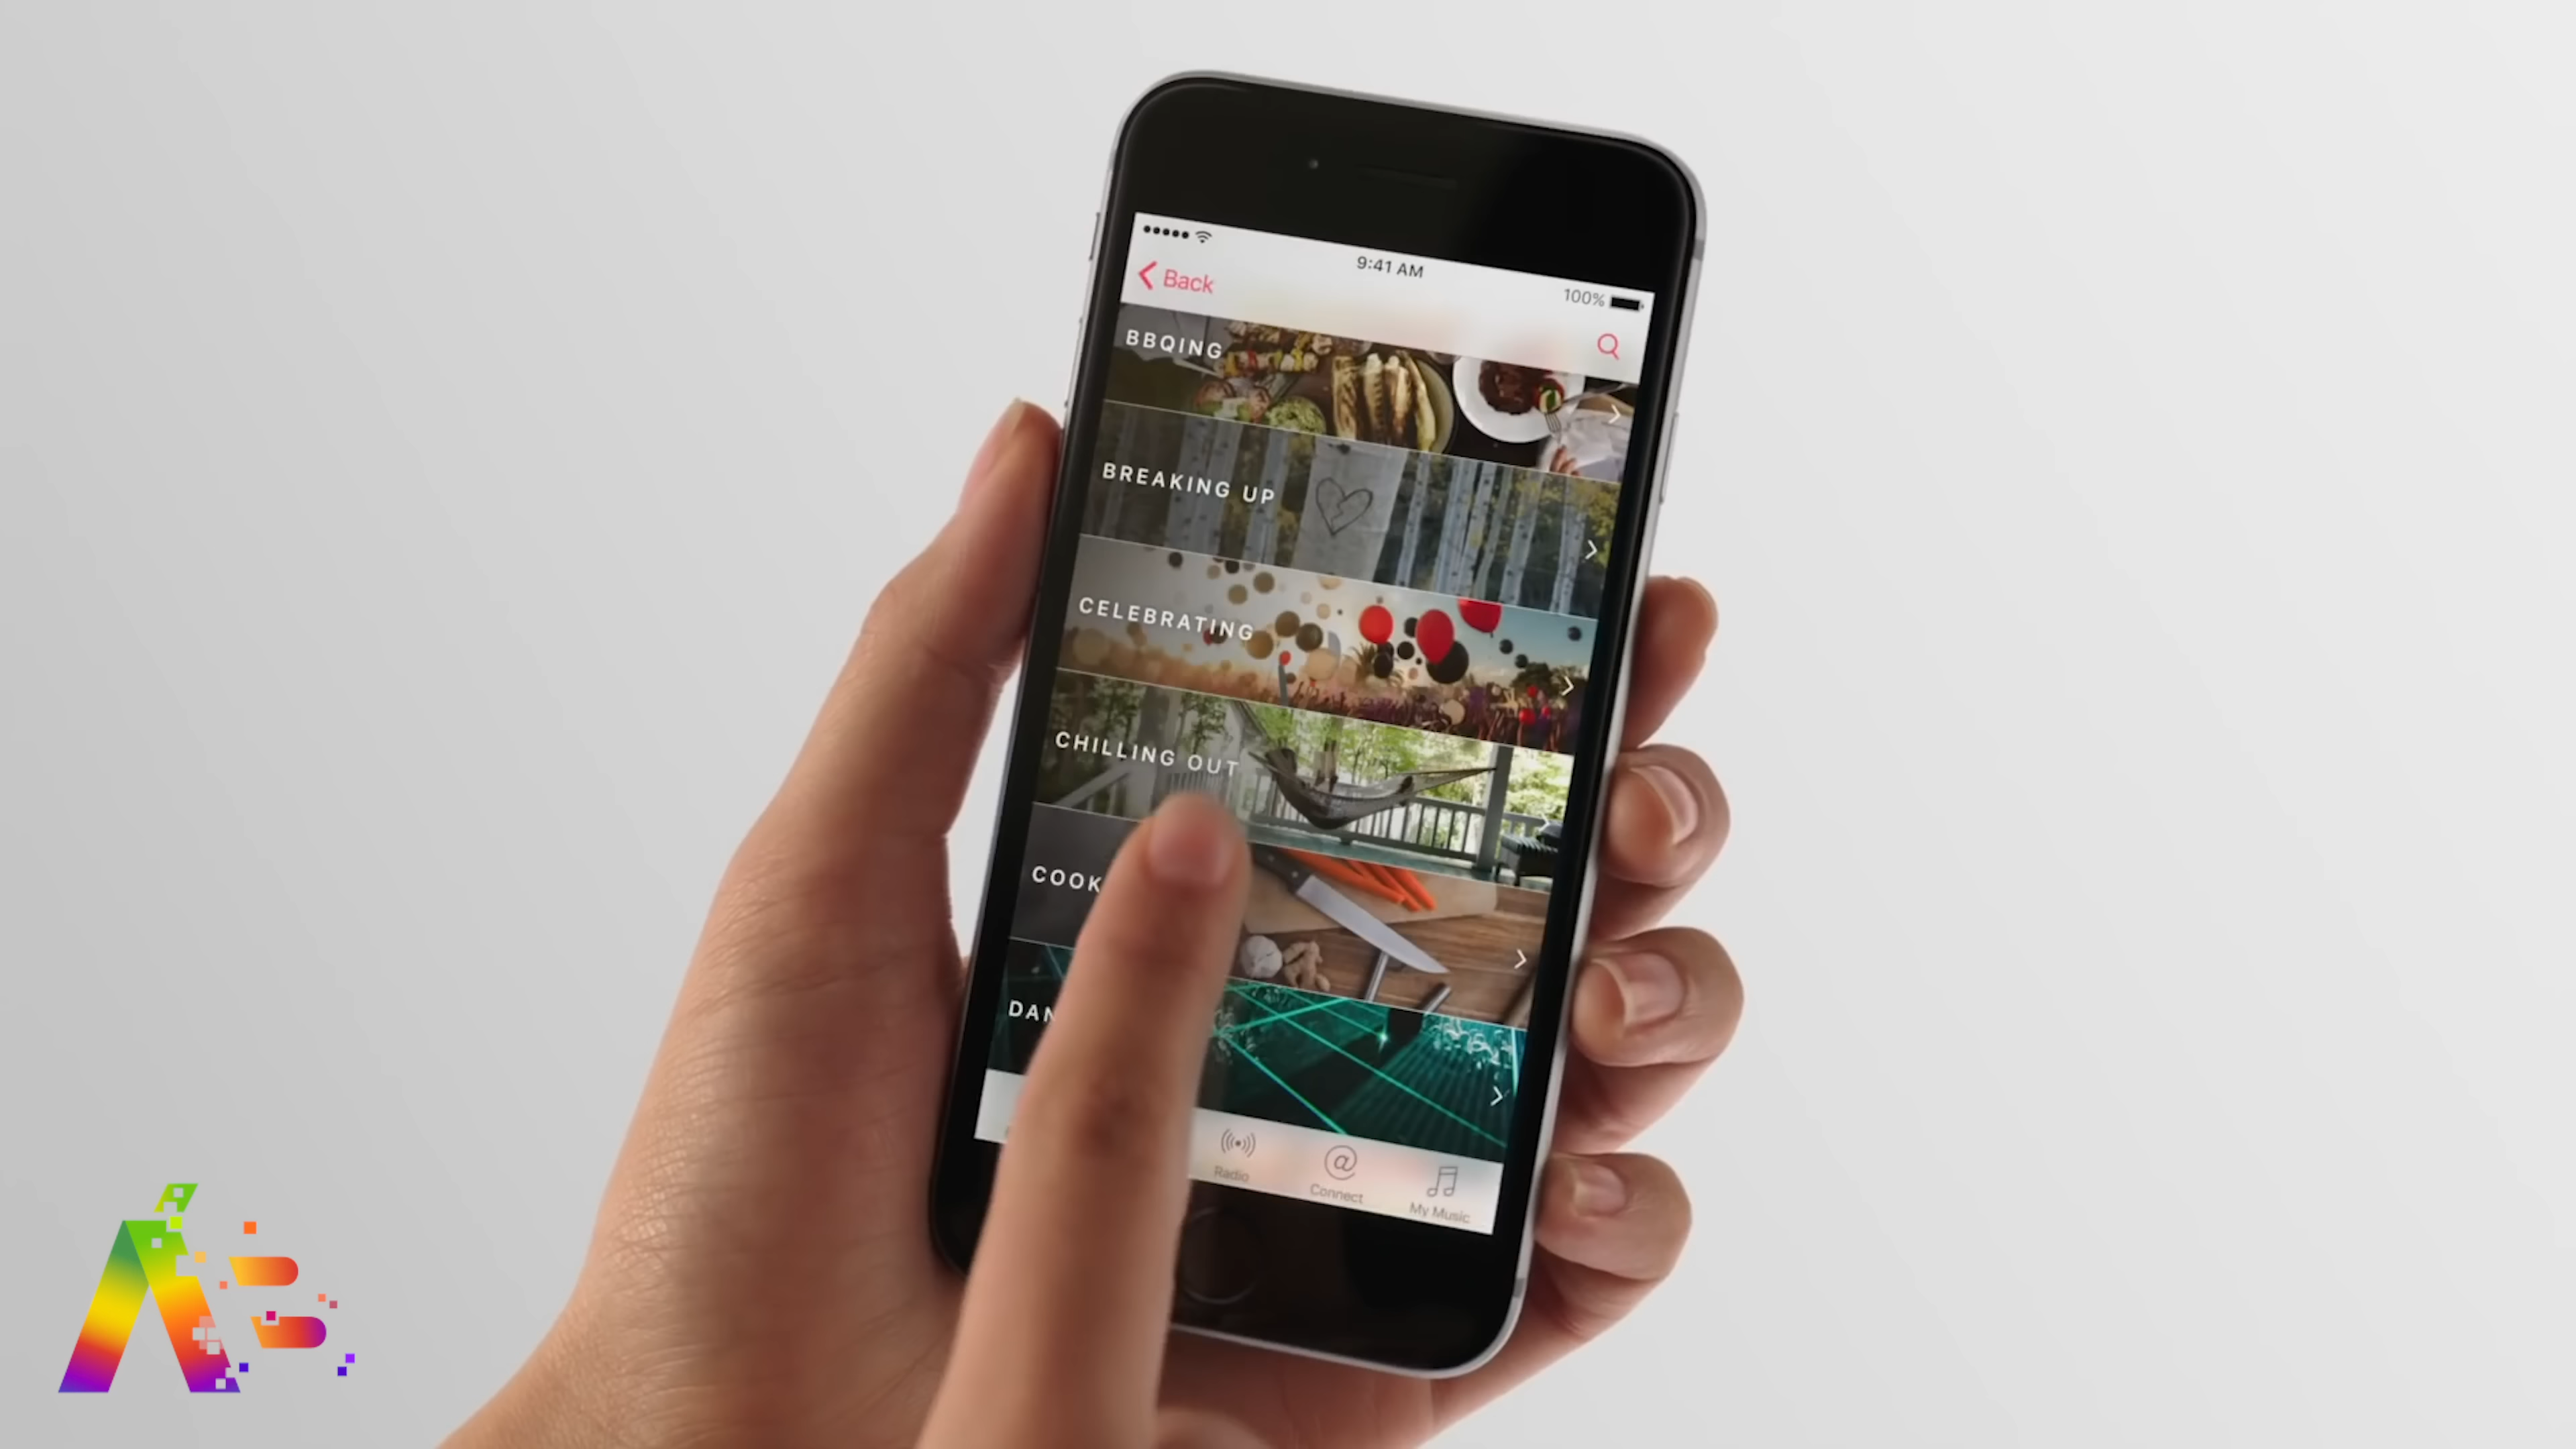 9:41 AM
100%
Back
BBQING
BREAKING UP
CELEBRATING
CHILLING OUT
COOK
DAN
Radio
Connect
My Music